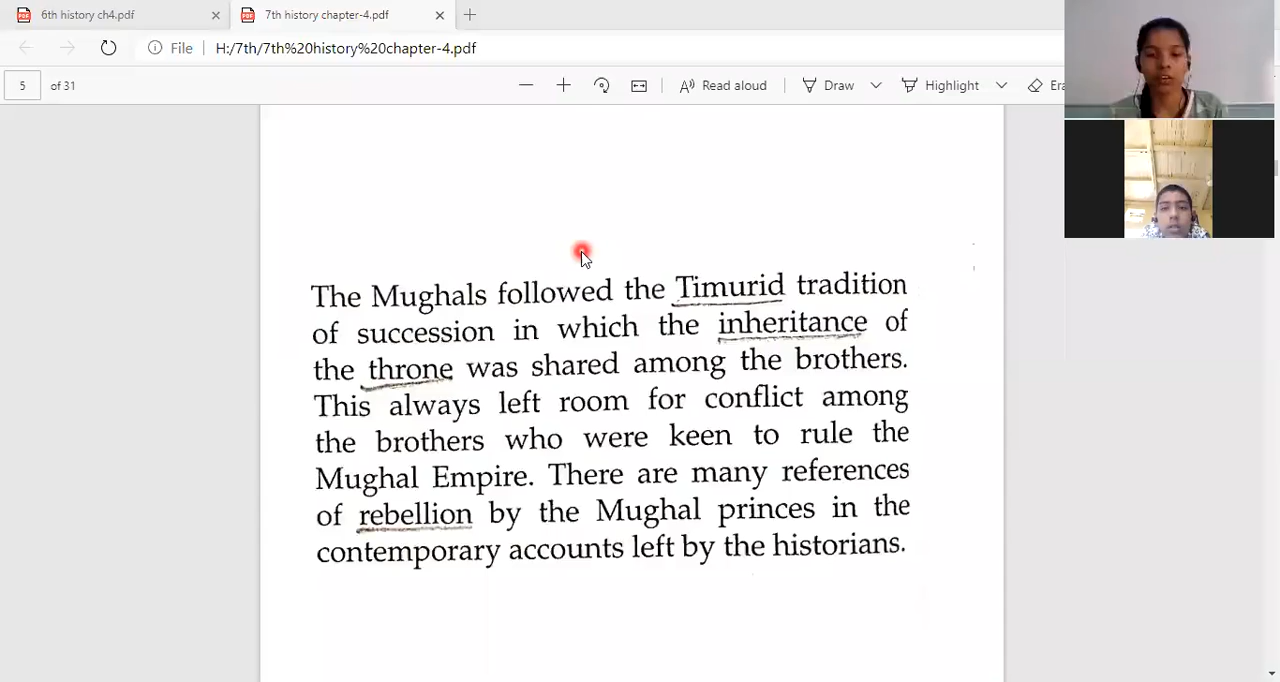 6th history ch4.pdf
7th history chapter-4.pdf
File
H:/7th/7th%20history%20chapter-4.pdf
5 of 31
Read aloud
Draw
Highlight
Era
The Mughals followed the Timurid tradition
of succession in which the inheritance of
the throne was shared among the brothers.
This always left room for conflict among
the brothers who were keen to rule the
Mughal Empire. There are many references
of rebellion by the Mughal princes in the
contemporary accounts left by the historians.